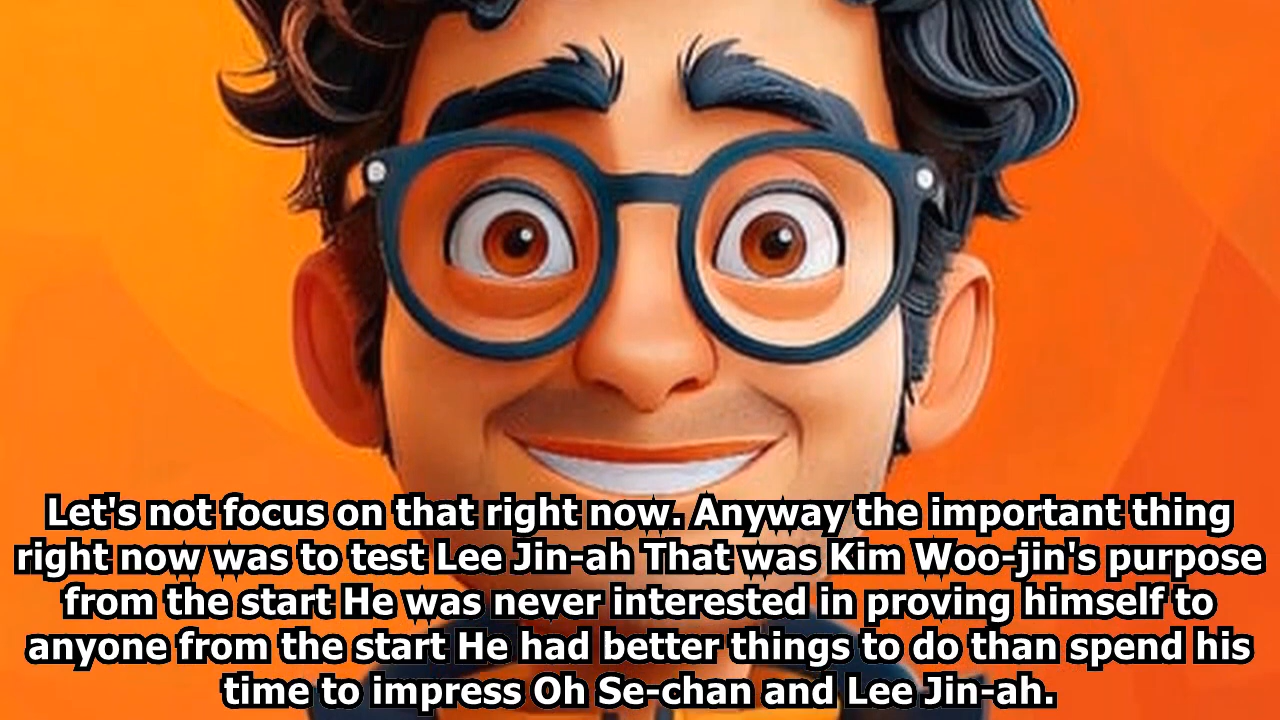 Let's not focus on that right now. Anyway the important thing
right now was to test Lee Jin-ah That was Kim Woo-jin's purpose
from the start He was never interested in proving himself to
anyone from the start He had better things to do than spend his
time to impress Oh Se-chan and Lee Jin-ah.